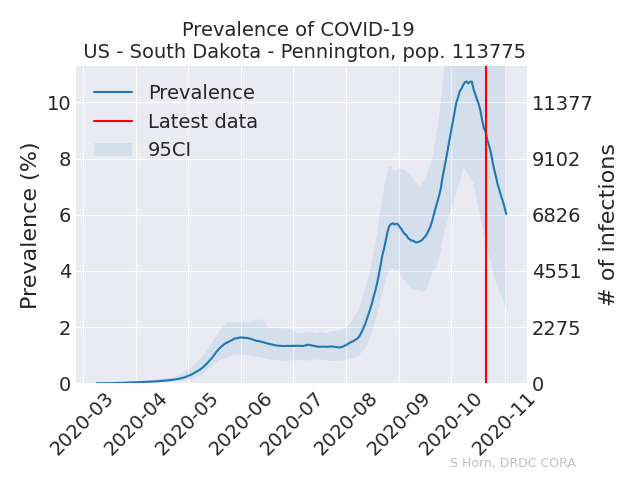 Prevalence of COVID-19
US - South Dakota - Pennington, pop. 113775
Prevalence
Latest data
95CI
Prevalence (%)
10
8
6
4
2
0
11377
9102
6826
4551
2275
0
# of infections
2020-03
2020-04
2020-05
2020-06
2020-07
2020-08
2020-09
2020-10
2020-11
S Horn, DRDC CORA